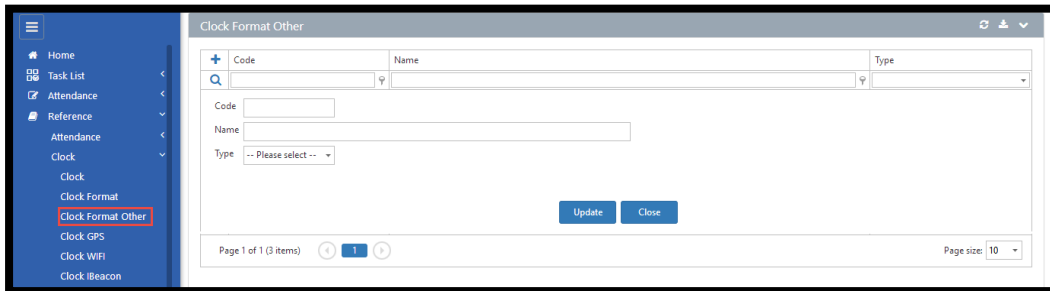 Clock Format Other
Home
Task List
Attendance
Reference
Attendance
Clock
Clock
Clock Format
Clock Format Other
Clock GPS
Clock WIFI
Clock IBeacon
Code Name Type
Code
Name
Type -- Please select --
Update Close
Page 1 of 1 (3 items) 1 Page size: 10